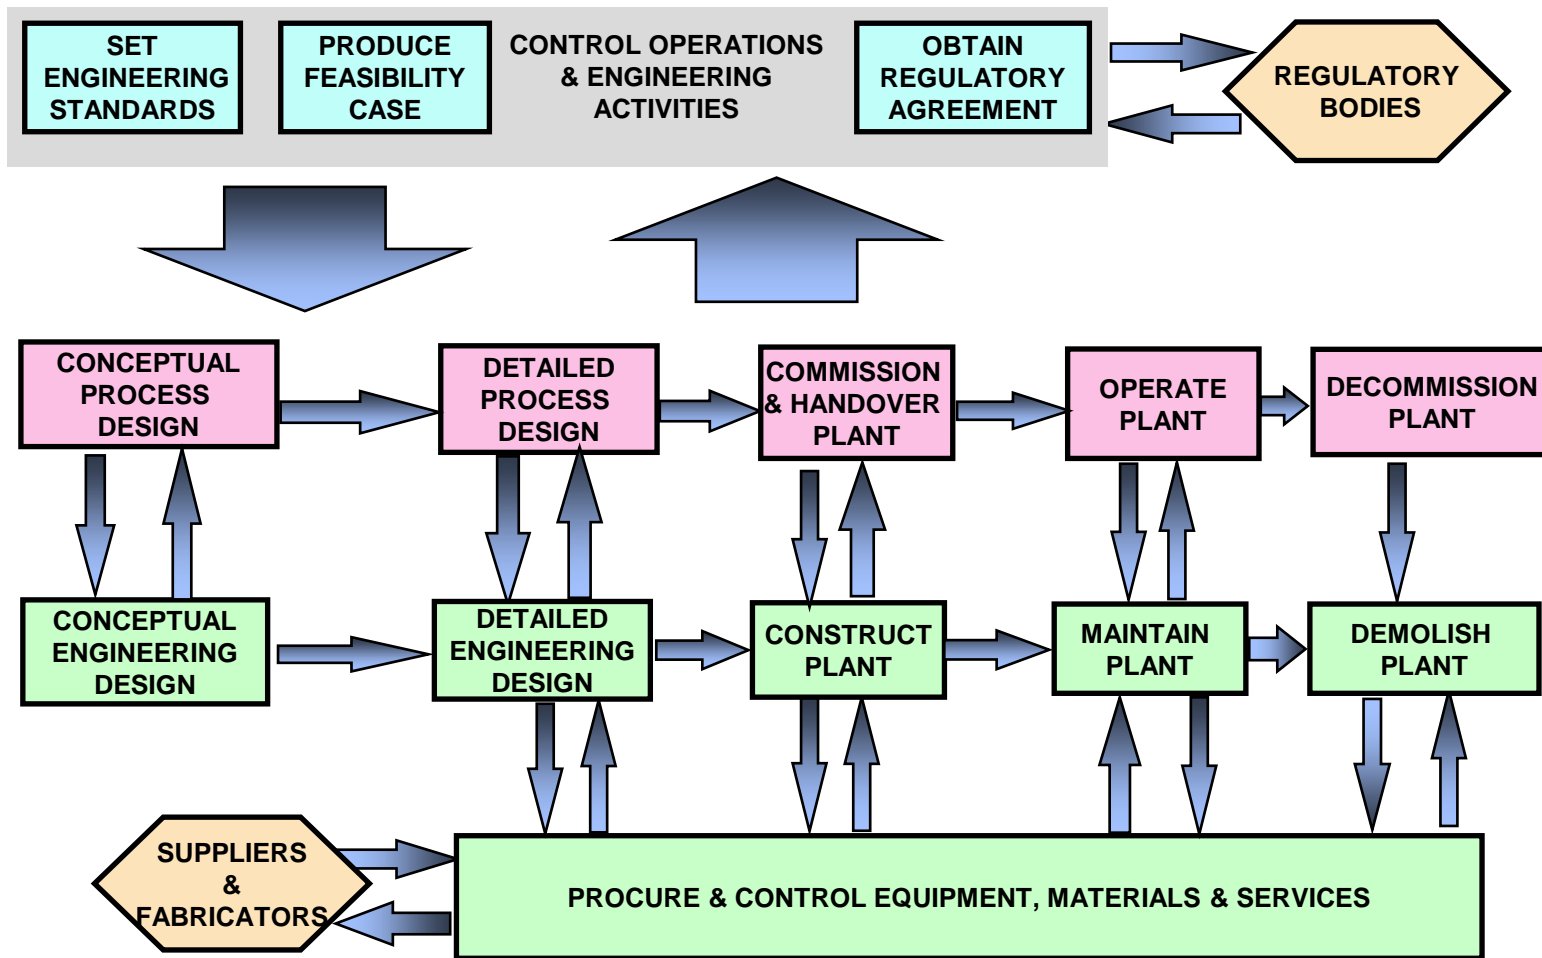 SET
ENGINEERING
STANDARDS
PRODUCE
FEASIBILITY
CASE
CONTROL OPERATIONS
& ENGINEERING
ACTIVITIES
OBTAIN
REGULATORY
AGREEMENT
REGULATORY
BODIES
CONCEPTUAL
PROCESS
DESIGN
DETAILED
PROCESS
DESIGN
COMMISSION
& HANDOVER
PLANT
OPERATE
PLANT
DECOMMISSION
PLANT
CONCEPTUAL
ENGINEERING
DESIGN
DETAILED
ENGINEERING
DESIGN
CONSTRUCT
PLANT
MAINTAIN
PLANT
DEMOLISH
PLANT
SUPPLIERS
&
FABRICATORS
PROCURE & CONTROL EQUIPMENT, MATERIALS & SERVICES